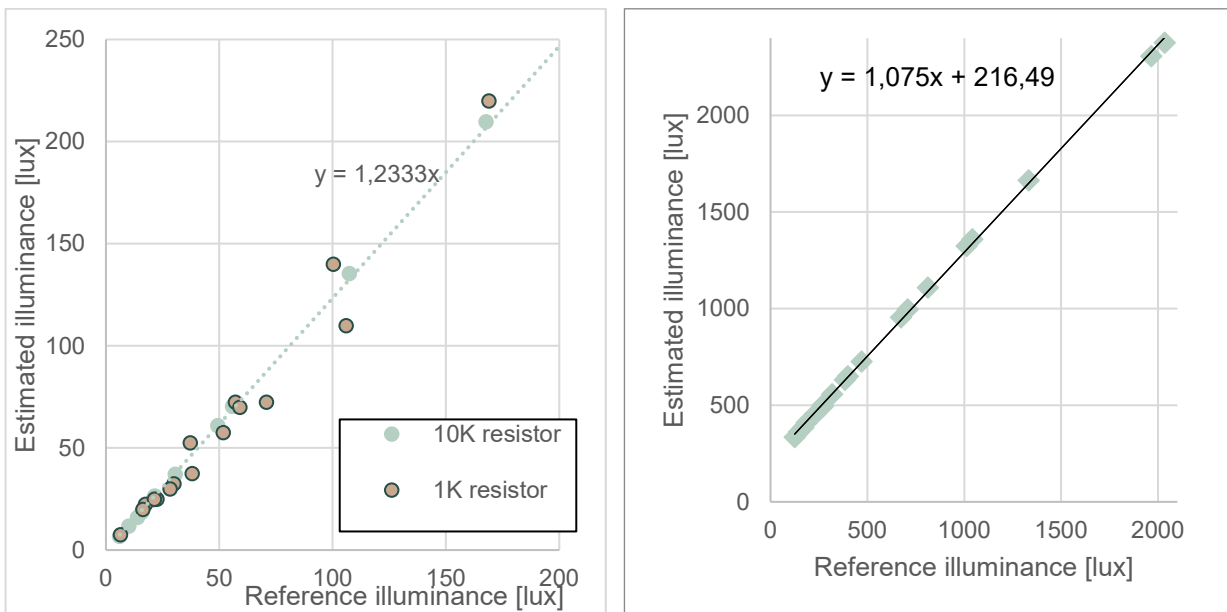 Estimated illuminance [lux]
250
200
150
100
50
0
y = 1,2333x
10K resistor
1K resistor
0 50 100 150 200
Reference illuminance [lux]
Estimated illuminance [lux]
y = 1,075x + 216,49
2000
1500
1000
500
0
0 500 1000 1500 2000
Reference illuminance [lux]